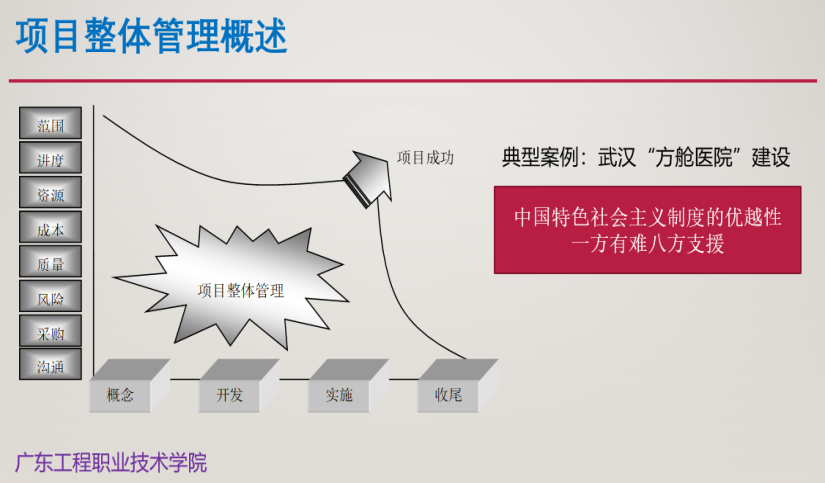 项目整体管理概述
范围
进度
资源
成本
质量
风险
采购
沟通
项目成功
项目整体管理
概念
开发
实施
收尾
典型案例：武汉“方舱医院”建设
中国特色社会主义制度的优越性
一方有难八方支援
广东工程职业技术学院